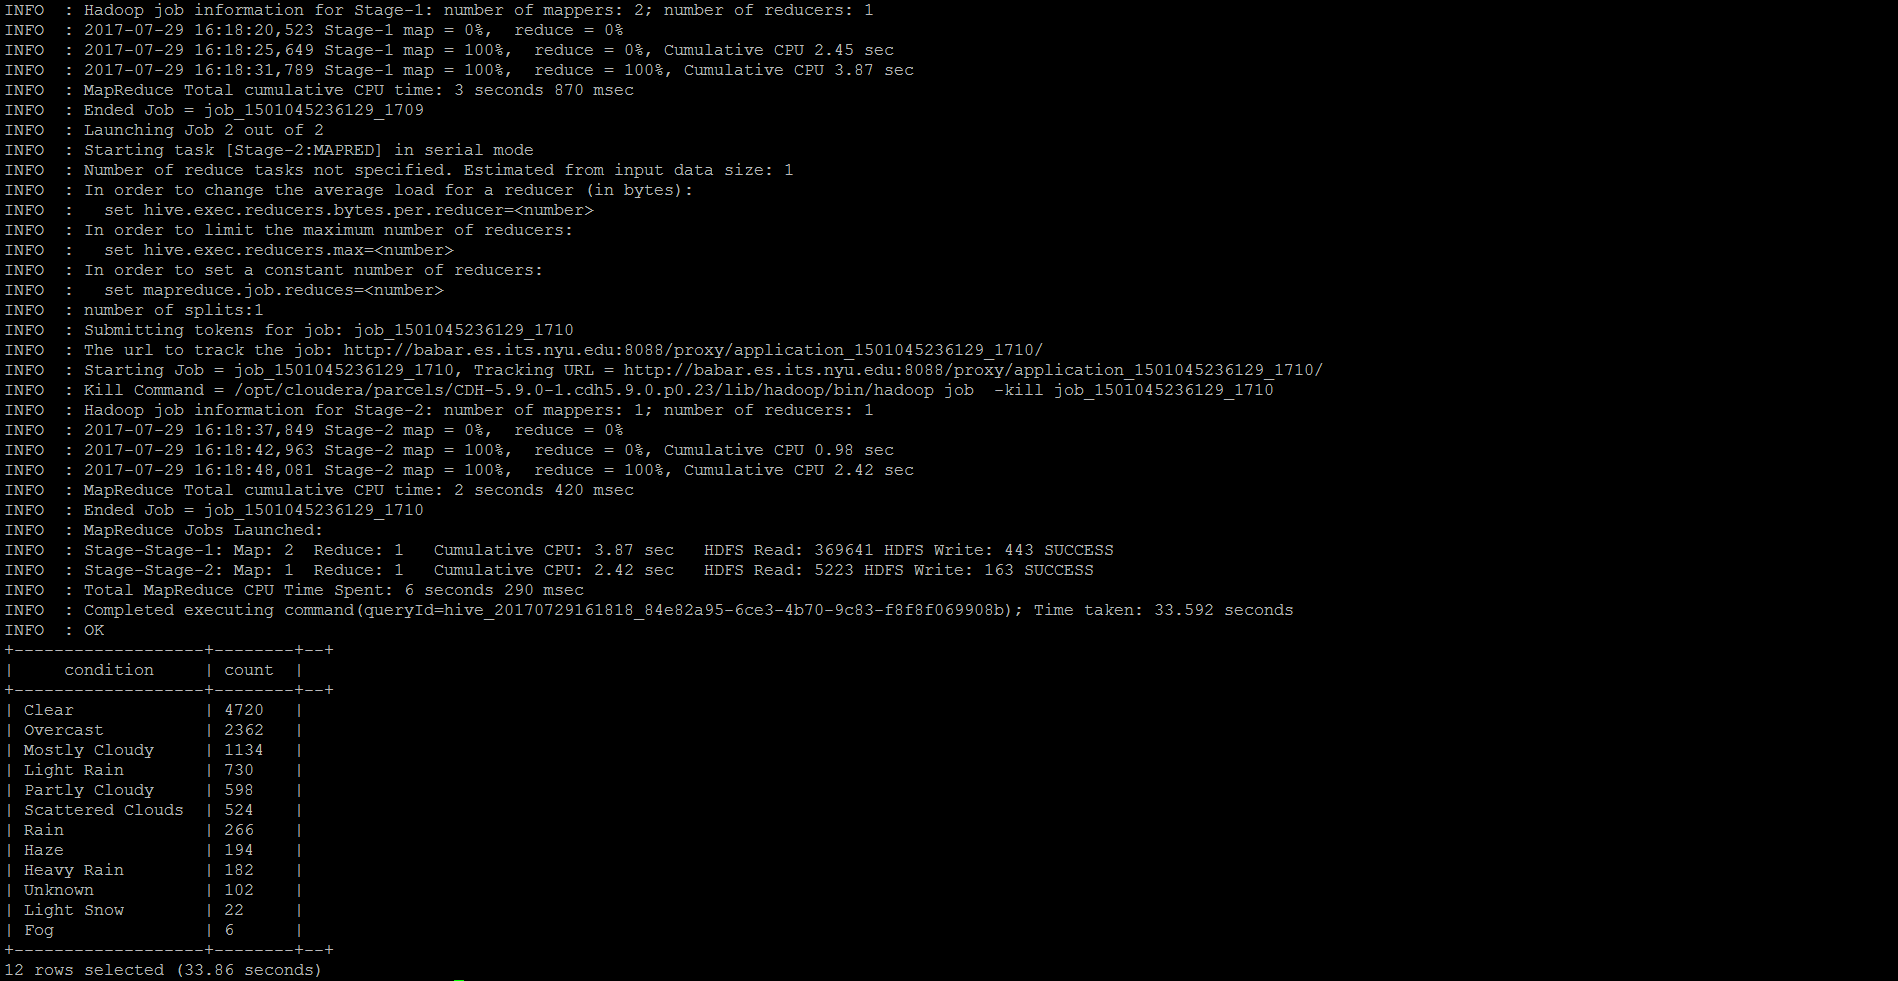 INFO  : Hadoop job information for Stage-1: number of mappers: 2; number of reducers: 1
INFO  : 2017-07-29 16:18:20,523 Stage-1 map = 0%,  reduce = 0%
INFO  : 2017-07-29 16:18:25,649 Stage-1 map = 100%,  reduce = 0%, Cumulative CPU 2.45 sec
INFO  : 2017-07-29 16:18:31,789 Stage-1 map = 100%,  reduce = 100%, Cumulative CPU 3.87 sec
INFO  : MapReduce Total cumulative CPU time: 3 seconds 870 msec
INFO  : Ended Job = job_1501045236129_1709
INFO  : Launching Job 2 out of 2
INFO  : Starting task [Stage-2:MAPRED] in serial mode
INFO  : Number of reduce tasks not specified. Estimated from input data size: 1
INFO  : In order to change the average load for a reducer (in bytes):
INFO  :   set hive.exec.reducers.bytes.per.reducer=<number>
INFO  : In order to limit the maximum number of reducers:
INFO  :   set hive.exec.reducers.max=<number>
INFO  : In order to set a constant number of reducers:
INFO  :   set mapreduce.job.reduces=<number>
INFO  : number of splits:1
INFO  : Submitting tokens for job: job_1501045236129_1710
INFO  : The url to track the job: http://babar.es.its.nyu.edu:8088/proxy/application_1501045236129_1710/
INFO  : Starting Job = job_1501045236129_1710, Tracking URL = http://babar.es.its.nyu.edu:8088/proxy/application_1501045236129_1710/
INFO  : Kill Command = /opt/cloudera/parcels/CDH-5.9.0-1.cdh5.9.0.p0.23/lib/hadoop/bin/hadoop job  -kill job_1501045236129_1710
INFO  : Hadoop job information for Stage-2: number of mappers: 1; number of reducers: 1
INFO  : 2017-07-29 16:18:37,849 Stage-2 map = 0%,  reduce = 0%
INFO  : 2017-07-29 16:18:42,963 Stage-2 map = 100%,  reduce = 0%, Cumulative CPU 0.98 sec
INFO  : 2017-07-29 16:18:48,081 Stage-2 map = 100%,  reduce = 100%, Cumulative CPU 2.42 sec
INFO  : MapReduce Total cumulative CPU time: 2 seconds 420 msec
INFO  : Ended Job = job_1501045236129_1710
INFO  : MapReduce Jobs Launched:
INFO  : Stage-Stage-1: Map: 2  Reduce: 1   Cumulative CPU: 3.87 sec   HDFS Read: 369641 HDFS Write: 443 SUCCESS
INFO  : Stage-Stage-2: Map: 1  Reduce: 1   Cumulative CPU: 2.42 sec   HDFS Read: 5223 HDFS Write: 163 SUCCESS
INFO  : Total MapReduce CPU Time Spent: 6 seconds 290 msec
INFO  : Completed executing command(queryId=hive_20170729161818_84e82a95-6ce3-4b70-9c83-f8f8f069908b); Time taken: 33.592 seconds
INFO  : OK
+-------------------+--------+--+
|     condition     | count  |
+-------------------+--------+--+
| Clear             | 4720   |
| Overcast          | 2362   |
| Mostly Cloudy     | 1134   |
| Light Rain        | 730    |
| Partly Cloudy     | 598    |
| Scattered Clouds  | 524    |
| Rain              | 266    |
| Haze              | 194    |
| Heavy Rain        | 182    |
| Unknown           | 102    |
| Light Snow        | 22     |
| Fog               | 6      |
+-------------------+--------+--+
12 rows selected (33.86 seconds)